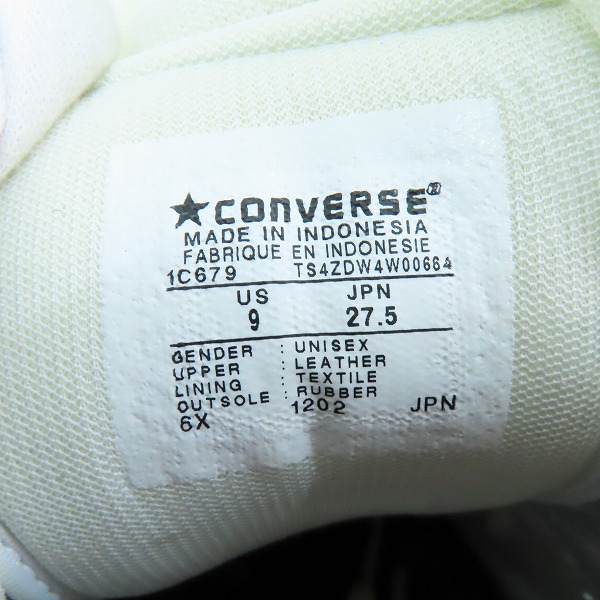 ★CONVERSE®
MADE IN INDONESIA
FABRIQUE EN INDONESIE
1C679 TS4ZDW4W00664
US JPN
9 27.5
GENDER : UNISEX
UPPER : LEATHER
LINING : TEXTILE
OUTSOLE : RUBBER
6X 1202 JPN